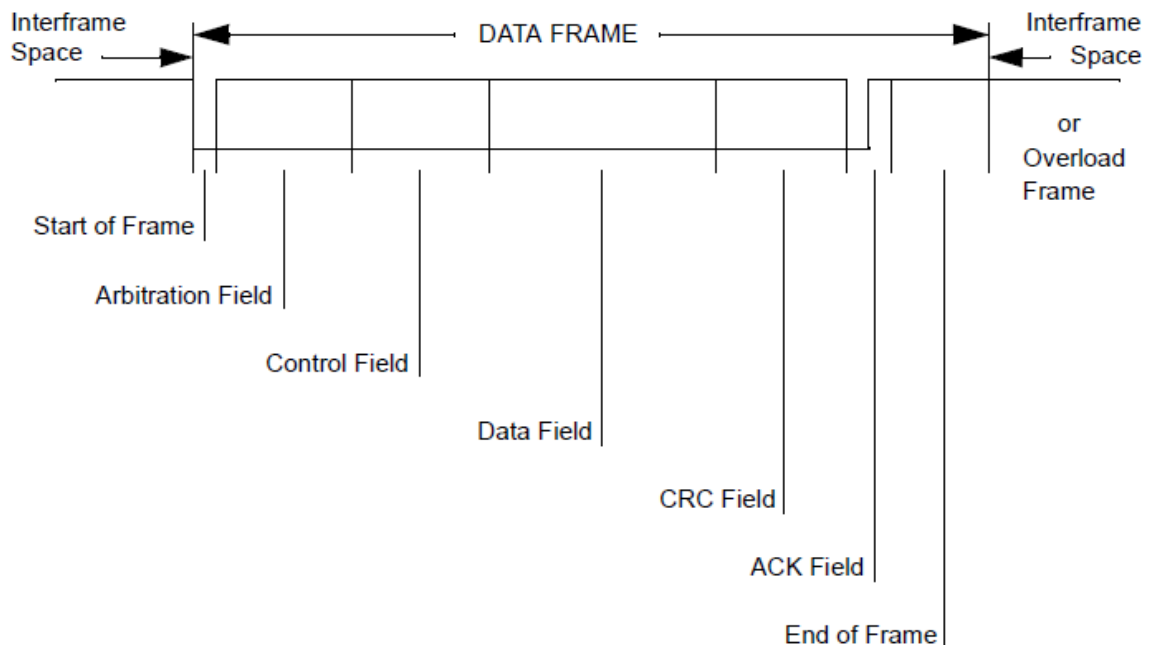 Interframe
Space
DATA FRAME
Interframe
Space
or
Overload
Frame
Start of Frame
Arbitration Field
Control Field
Data Field
CRC Field
ACK Field
End of Frame